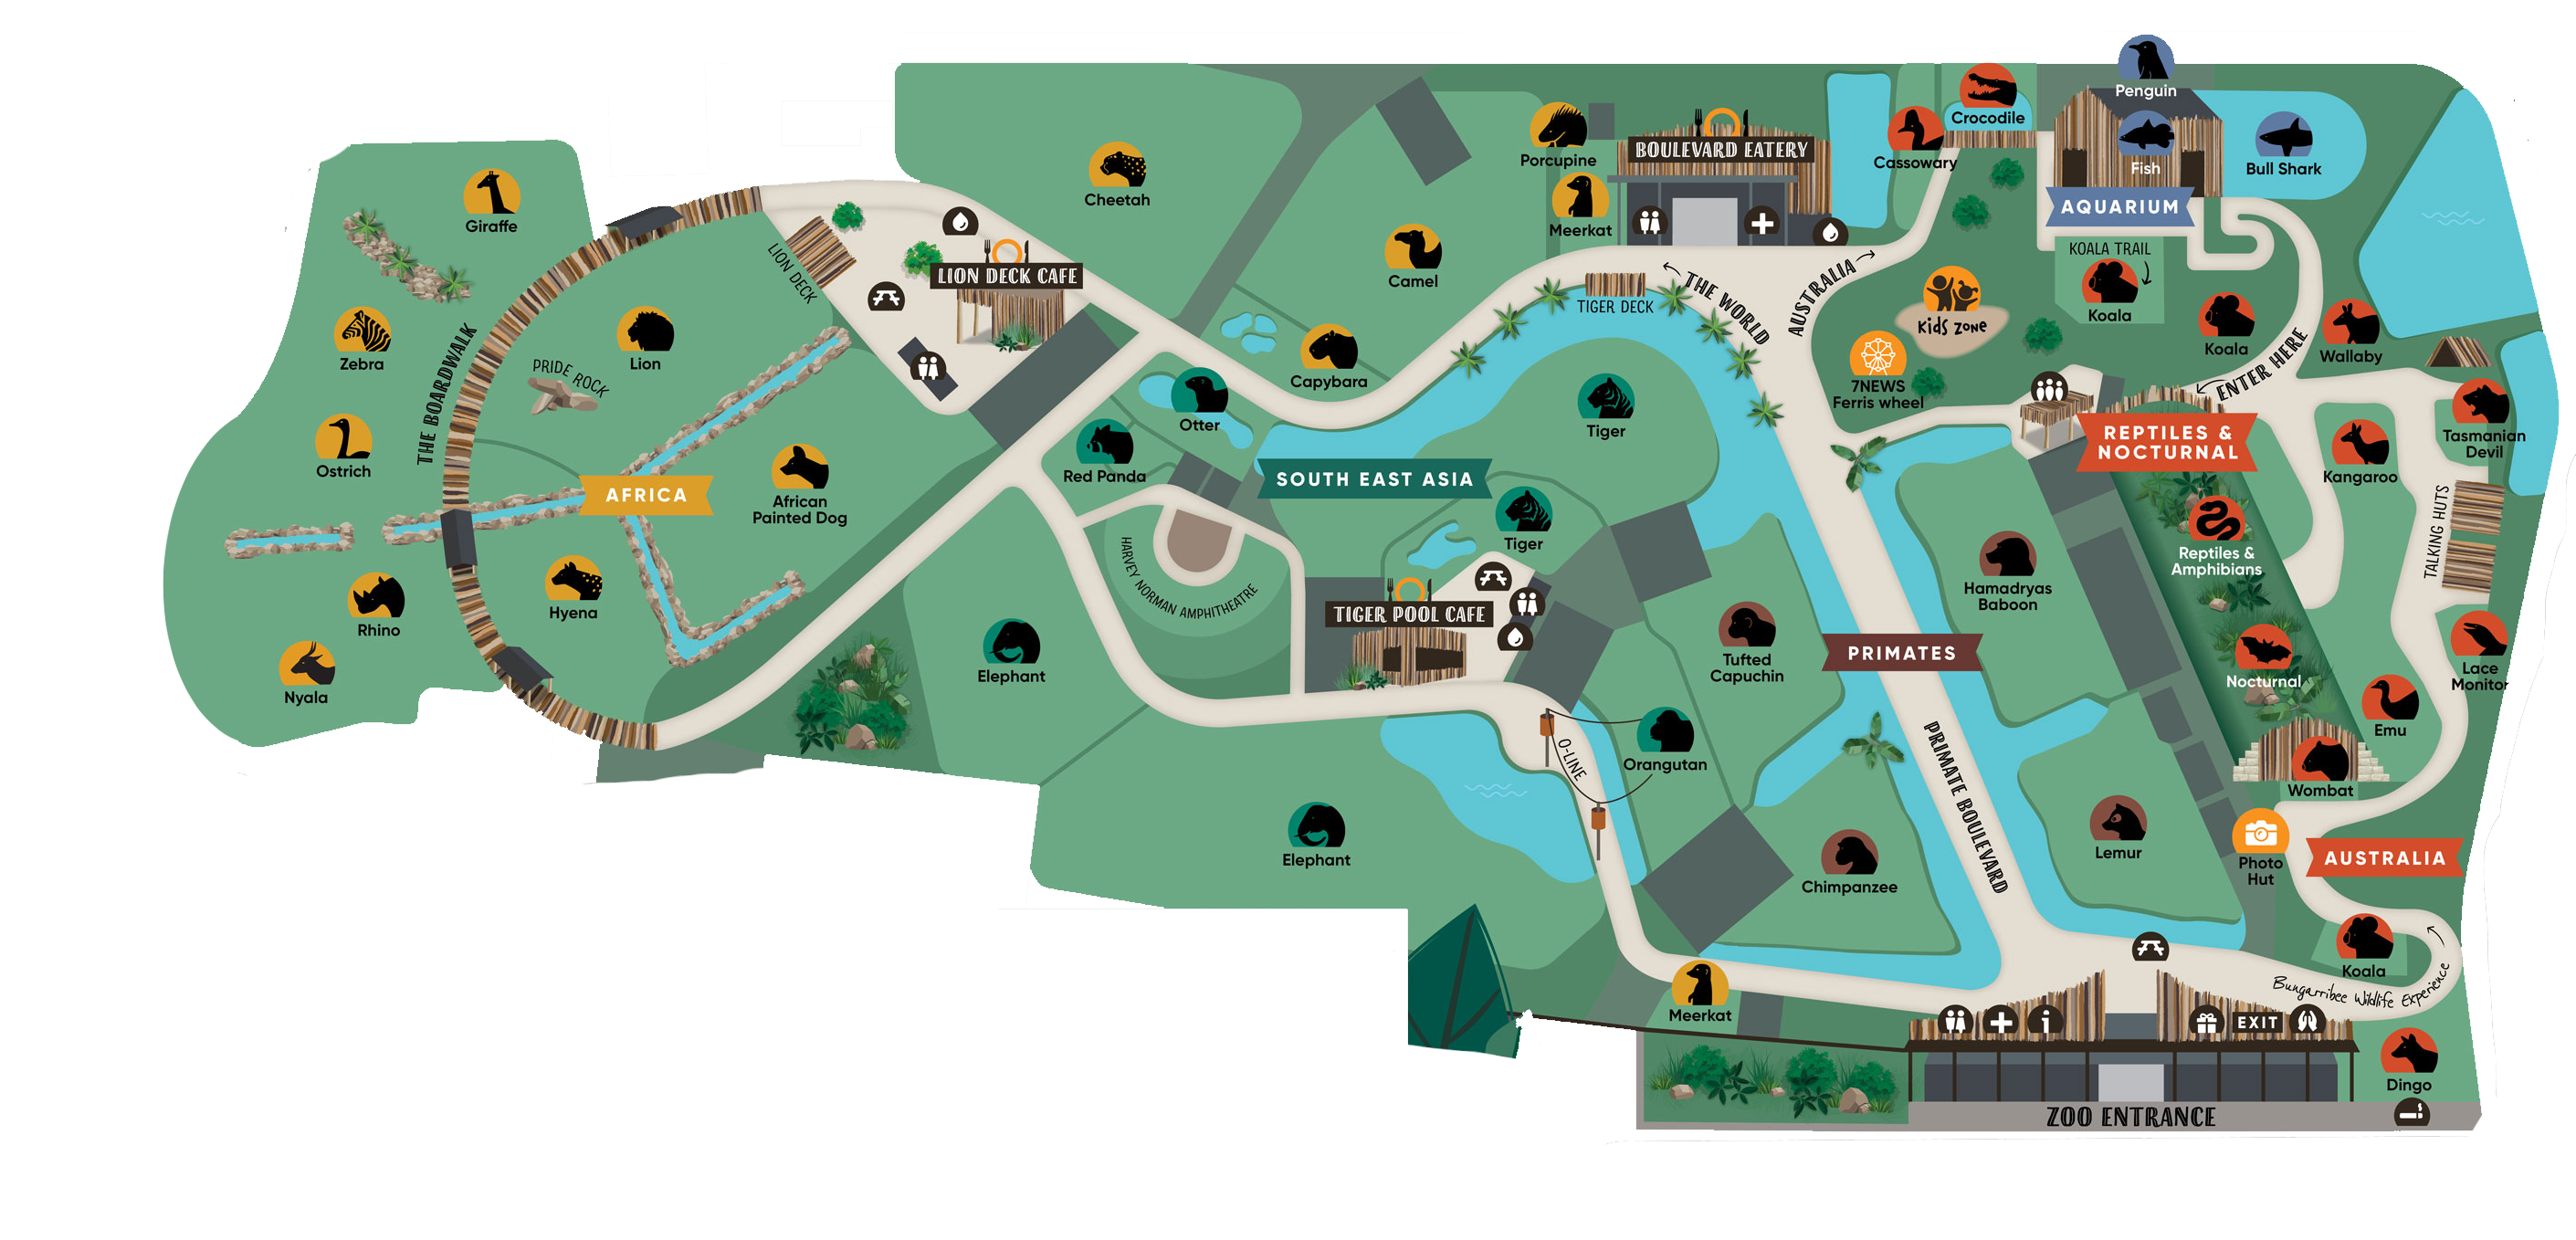 Penguin
Crocodile
Cassowary
Fish
Bull Shark
AQUARIUM
Porcupine
BOULEVARD EATERY
Meerkat
Cheetah
Giraffe
Camel
LION DECK
LION DECK CAFE
TIGER DECK
THE WORLD
AUSTRALIA
Kids ZONE
KOALA TRAIL
Koala
Koala
Wallaby
ENTER HERE
7NEWS
Ferris wheel
Zebra
THE BOARDWALK
Lion
PRIDE ROCK
Capybara
Otter
Tiger
REPTILES &
NOCTURNAL
Tasmanian
Devil
Kangaroo
Ostrich
Red Panda
SOUTH EAST ASIA
AFRICA
African
Painted Dog
Tiger
TALKING HUTS
Reptiles &
Amphibians
HARVEY NORMAN AMPHITHEATRE
Hamadryas
Baboon
Hyena
Rhino
TIGER POOL CAFE
PRIMATES
Tufted
Capuchin
Elephant
Lace
Monitor
Nocturnal
Nyala
Emu
O-LINE
Orangutan
PRIMATE BOULEVARD
Wombat
Elephant
Lemur
Chimpanzee
Photo
Hut
AUSTRALIA
Koala
Bungarribee Wildlife Experience
Meerkat
EXIT
Dingo
ZOO ENTRANCE